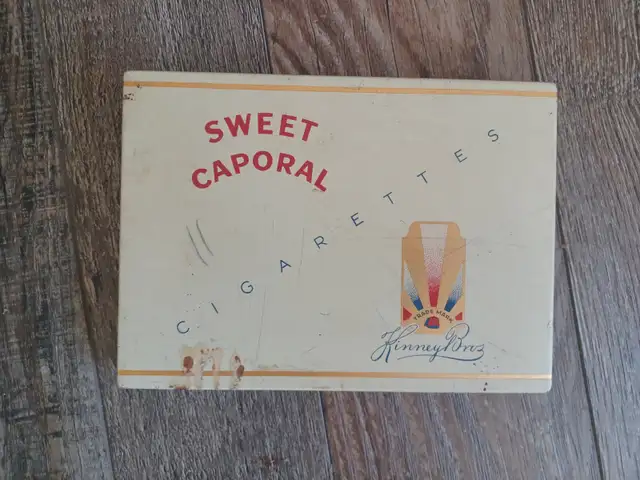 SWEET
CAPORAL
CIGARETTES
TRADE MARK
Kinney Bros